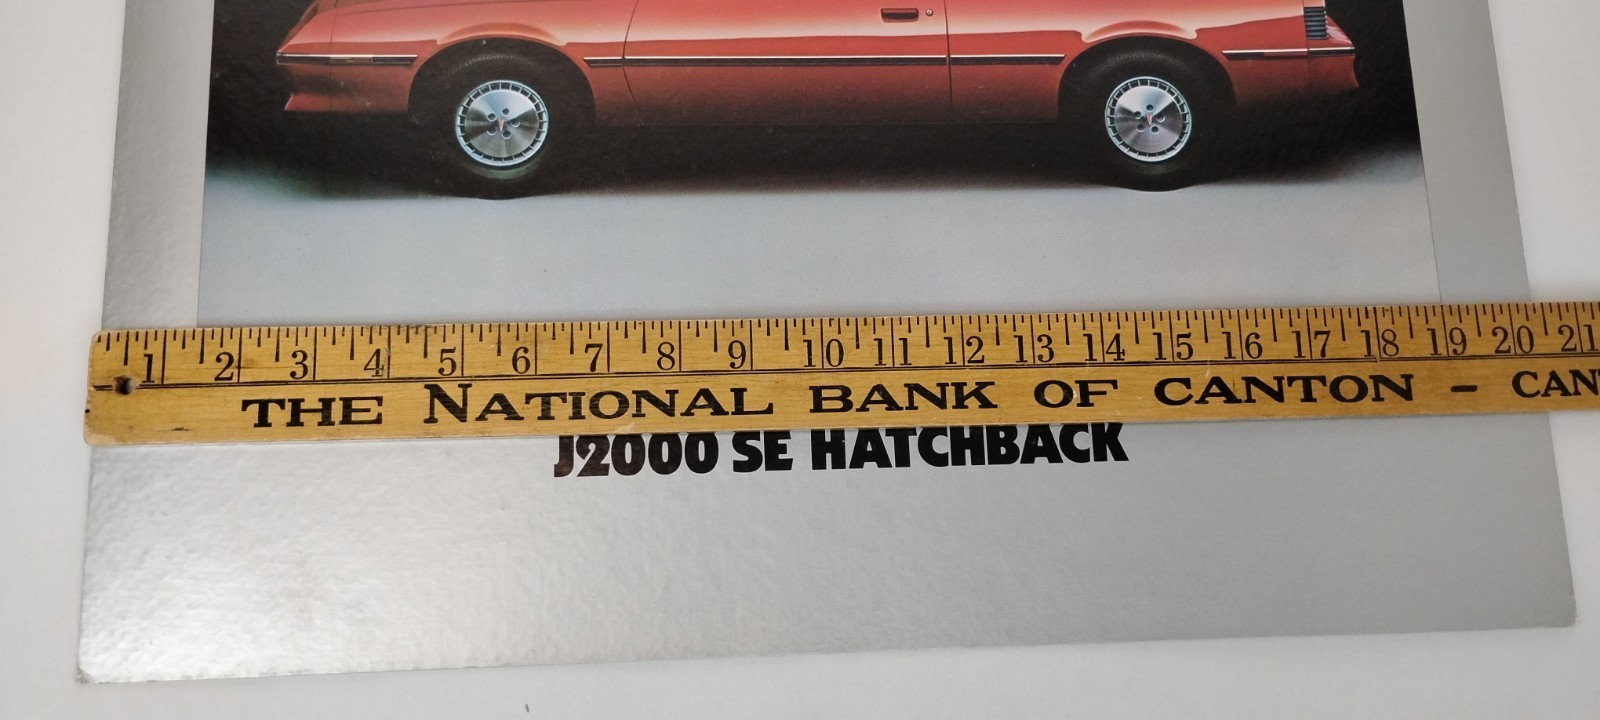 1 2 3 4 5 6 7 8 9 10 11 12 13 14 15 16 17 18 19 20 21
THE NATIONAL BANK OF CANTON - CAN
J2000 SE HATCHBACK